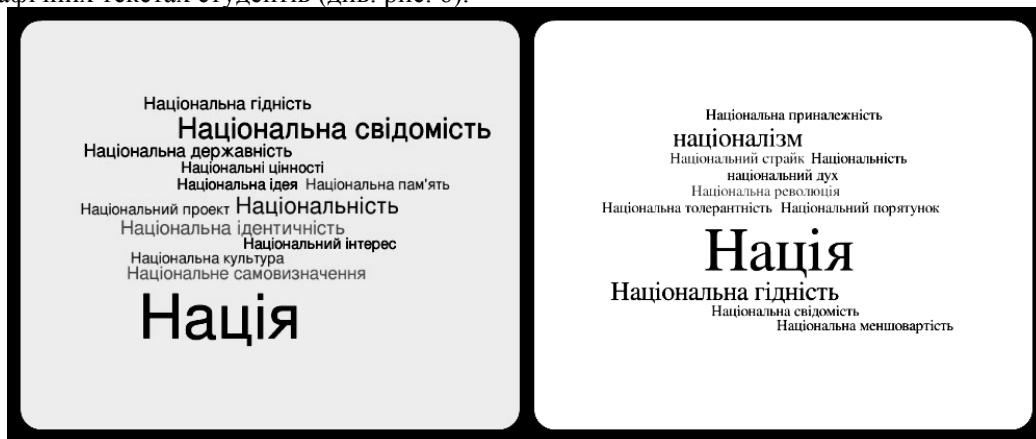 текстах студентів (див. рис. 6).
Національна гідність
Національна свідомість
Національна державність
Національні цінності
Національна ідея Національна пам'ять
Національний проект Національність
Національна ідентичність
Національний інтерес
Національна культура
Національне самовизначення
Нація
Національна приналежність
націоналізм
Національний страйк Національність
національний дух
Національна революція
Національна толерантність Національний порятунок
Нація
Національна гідність
Національна свідомість
Національна меншовартість